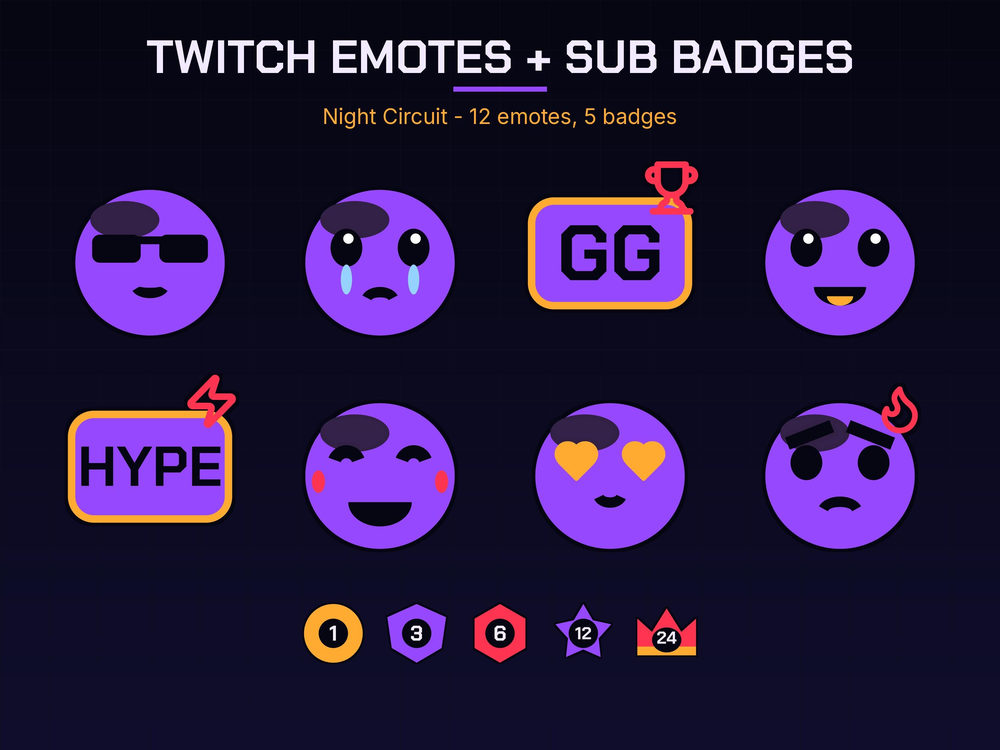 TWITCH EMOTES + SUB BADGES
Night Circuit - 12 emotes, 5 badges
GG
HYPE
1 3 6 12 24